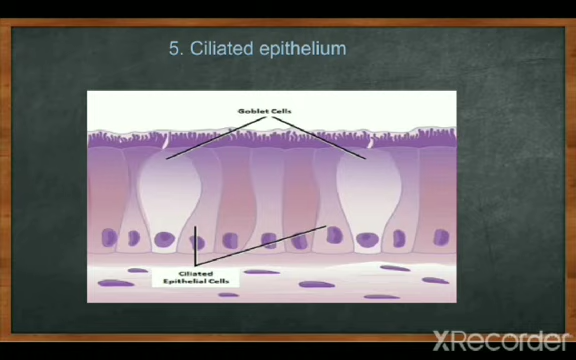 5. Ciliated epithelium
Goblet Cells
Ciliated
Epithelial Cells
XRecorder